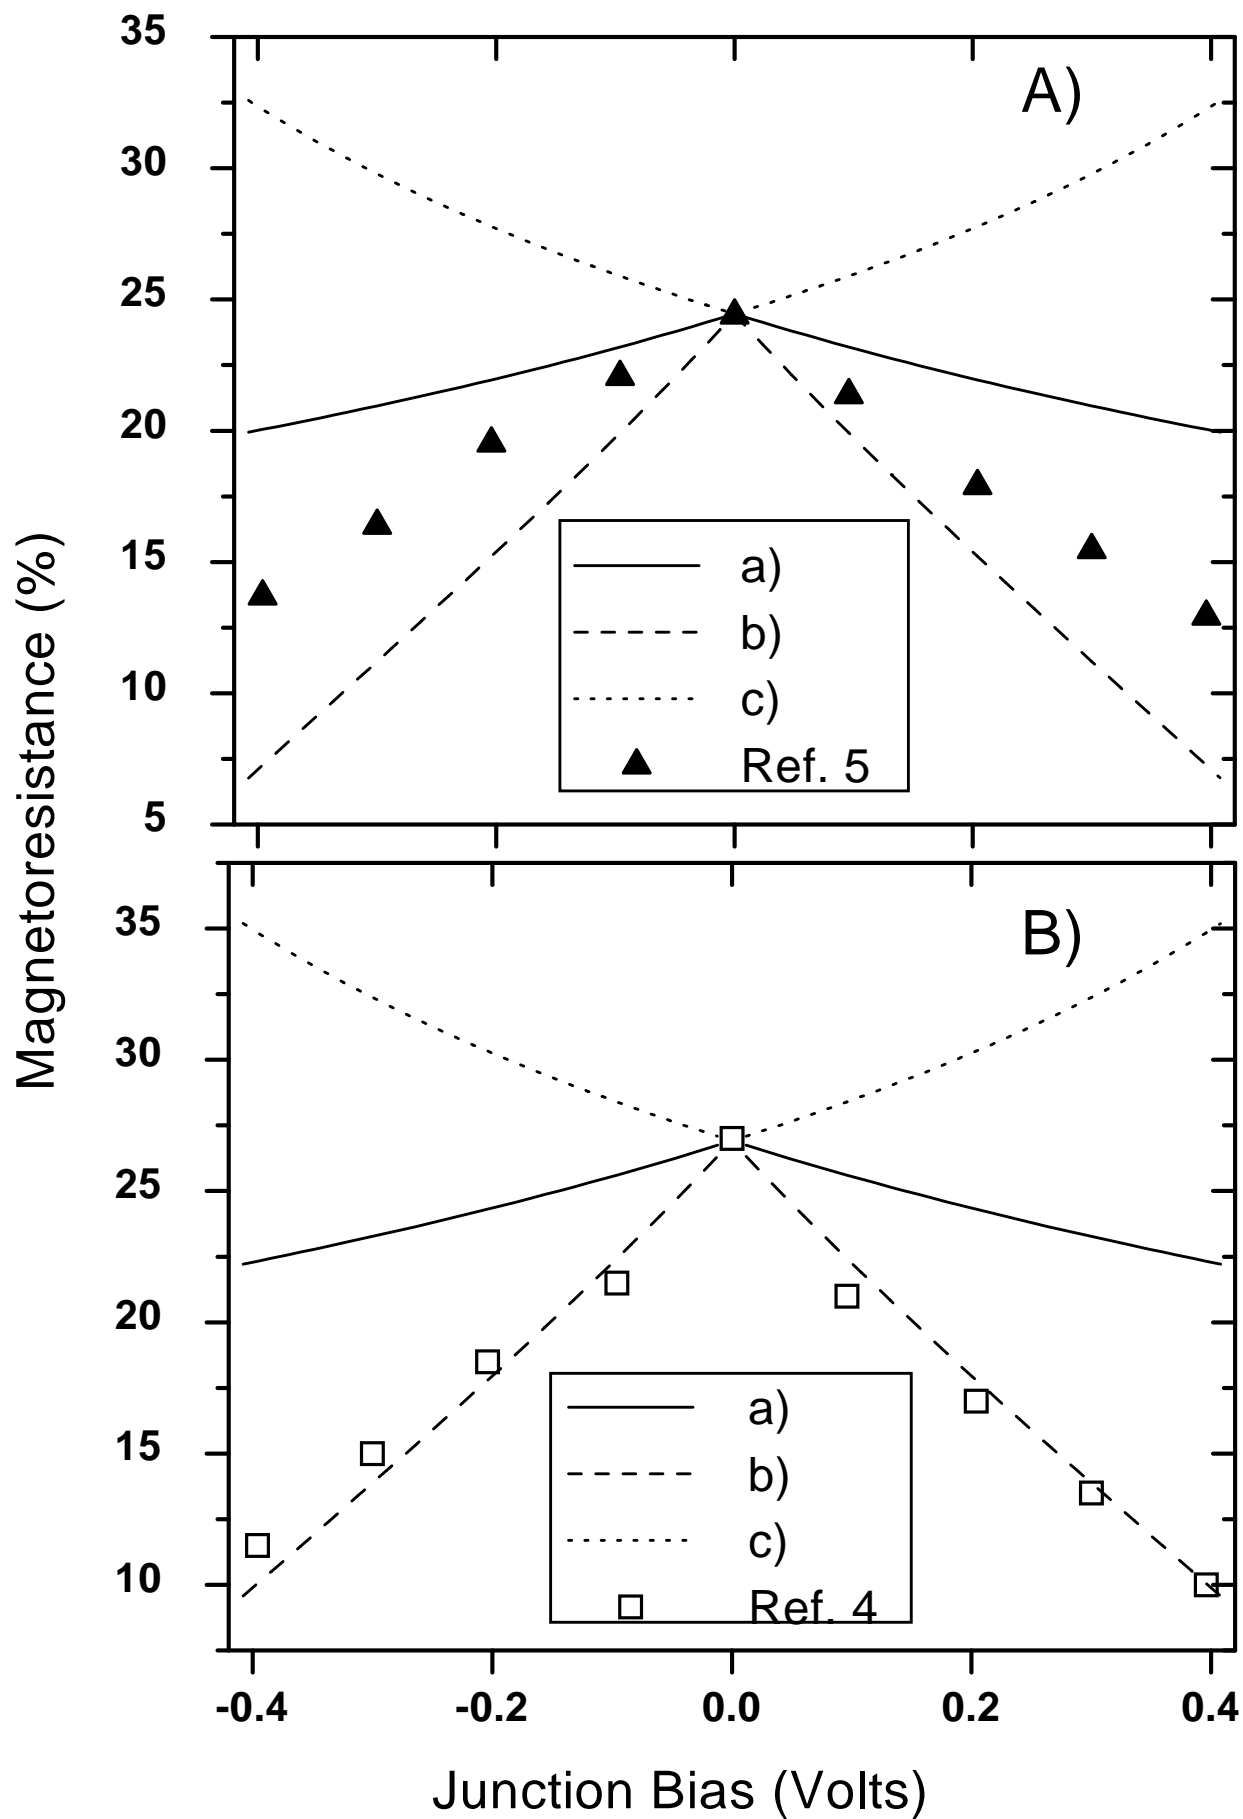 Magnetoresistance (%)
35
30
25
20
15
10
5
A)
a)
b)
c)
Ref. 5
35
30
25
20
15
10
B)
a)
b)
c)
Ref. 4
-0.4 -0.2 0.0 0.2 0.4
Junction Bias (Volts)